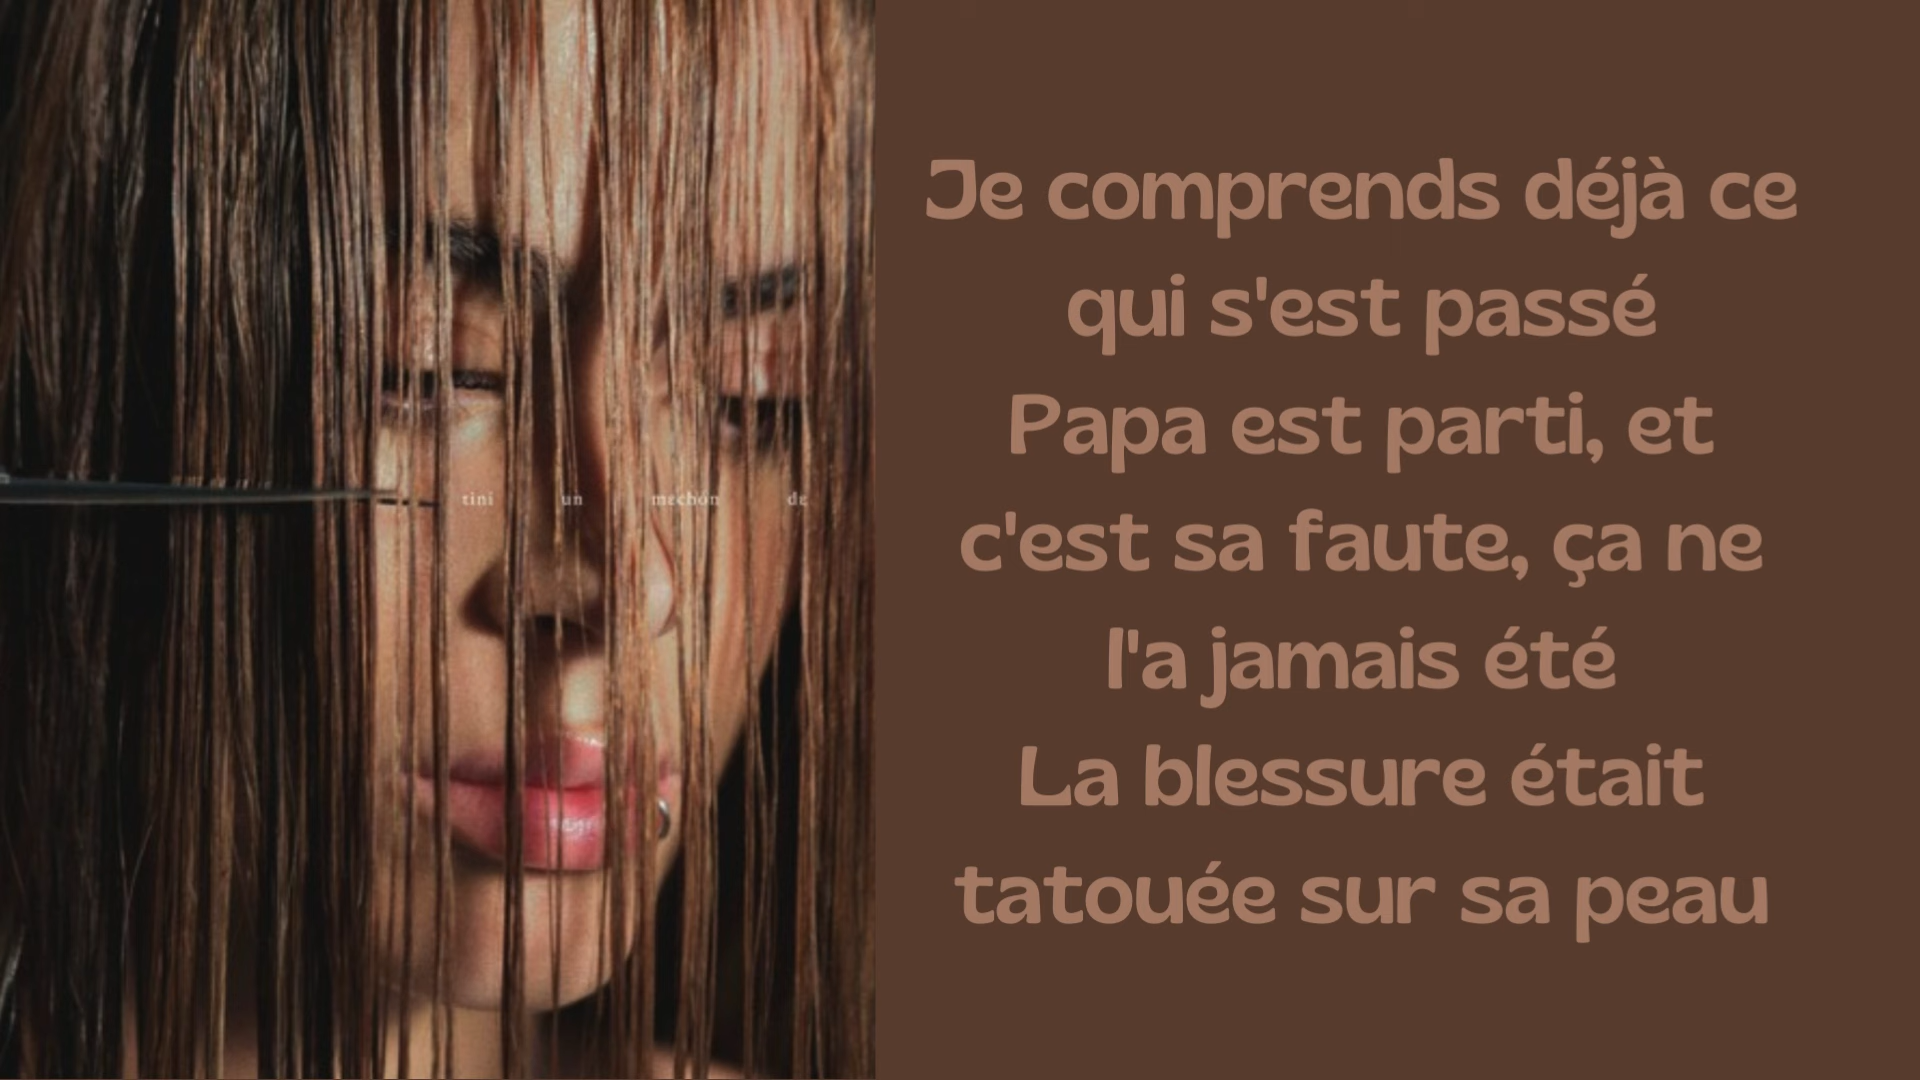 tini un mechón de
Je comprends déjà ce
qui s'est passé
Papa est parti, et
c'est sa faute, ça ne
l'a jamais été
La blessure était
tatouée sur sa peau